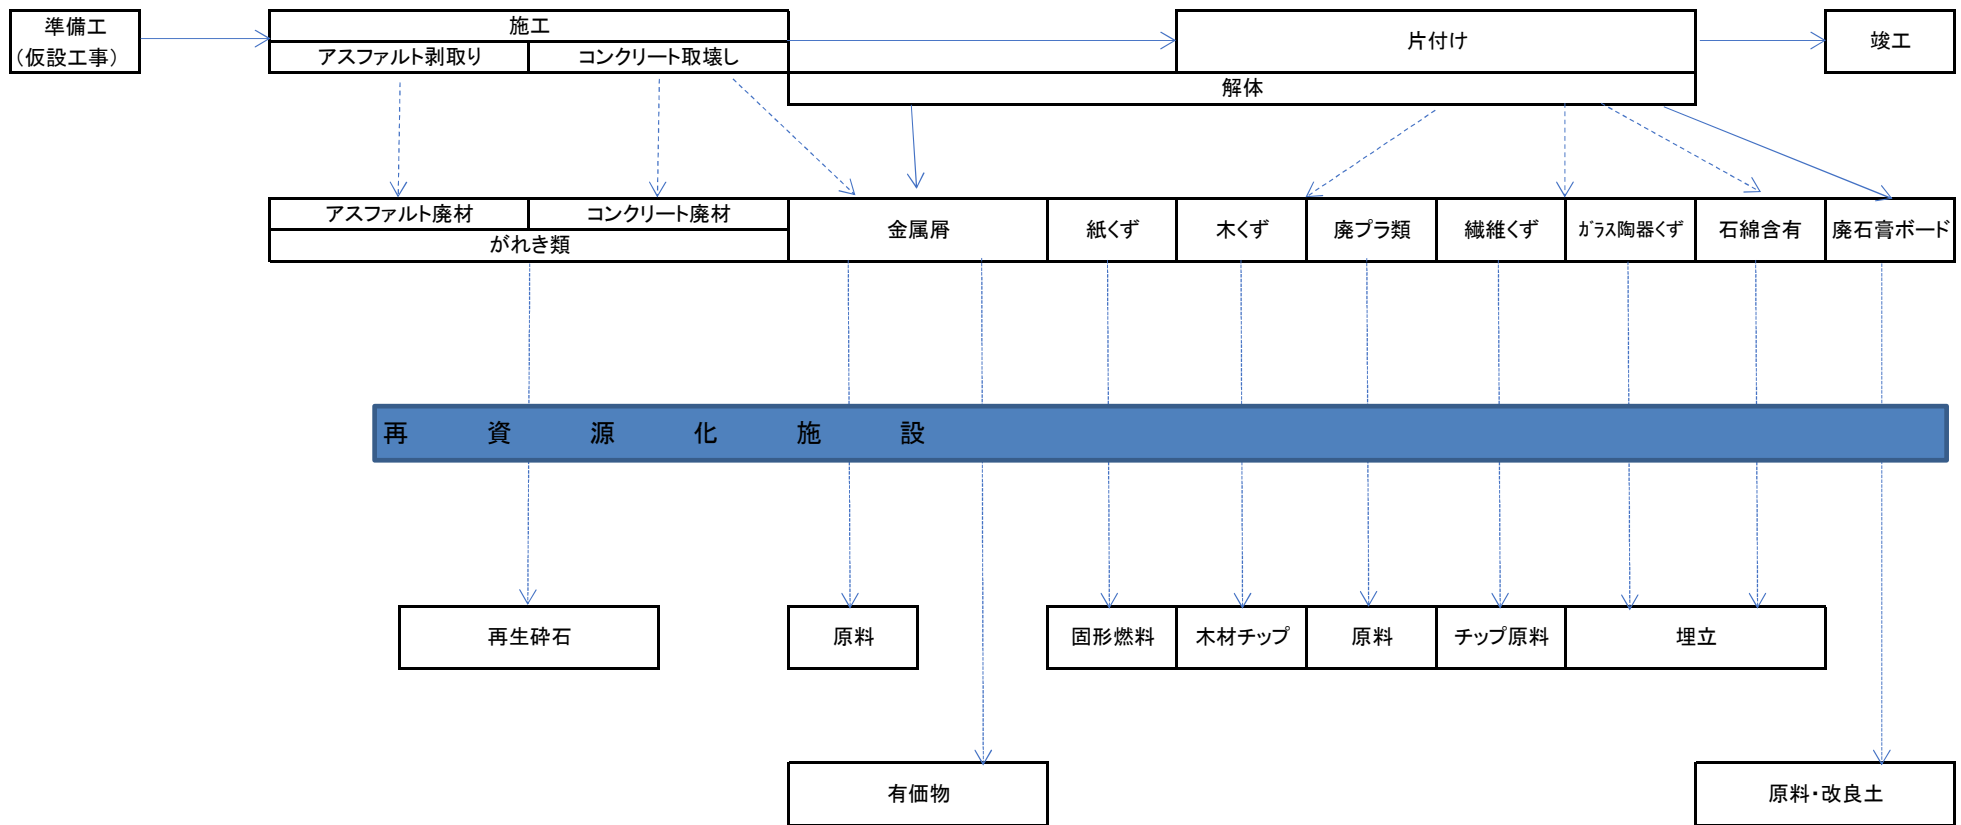 準備工
（仮設工事）
施工
アスファルト剥取り
コンクリート取壊し
片付け
竣工
解体
アスファルト廃材
コンクリート廃材
がれき類
金属屑
紙くず
木くず
廃プラ類
繊維くず
ｶﾞﾗｽ陶器くず
石綿含有
廃石膏ボード
再　資　源　化　施　設
再生砕石
原料
固形燃料
木材チップ
原料
チップ原料
埋立
有価物
原料・改良土